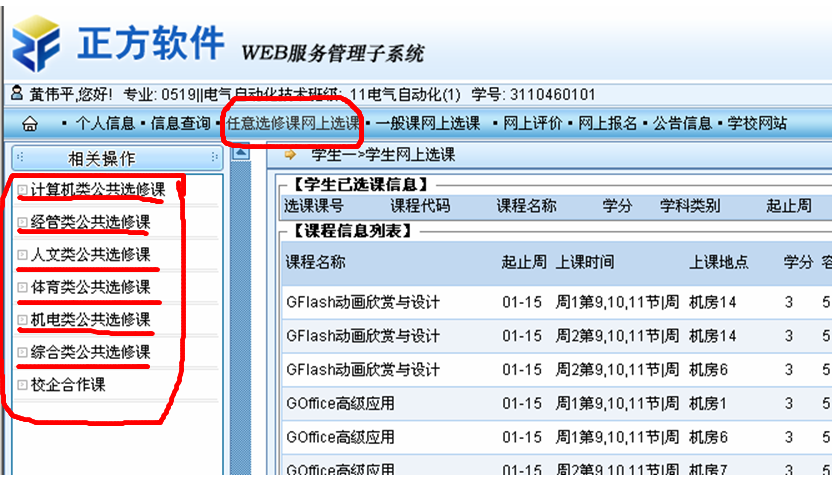 正方软件 WEB服务管理子系统
黄伟平,您好! 专业: 0519||电气自动化技术班级: 11电气自动化(1) 学号: 3110460101
· 个人信息 · 信息查询 · 任意选修课网上选课 · 一般课网上选课 · 网上评价 · 网上报名 · 公告信息 · 学校网站
相关操作
学生—>学生网上选课
计算机类公共选修课
经管类公共选修课
人文类公共选修课
体育类公共选修课
机电类公共选修课
综合类公共选修课
校企合作课
【学生已选课信息】
选课课号 课程代码 课程名称 学分 学科类别 起止周
【课程信息列表】
课程名称 起止周 上课时间 上课地点 学分 容
GFlash动画欣赏与设计 01-15 周1第9,10,11节|周 机房14 3 5
GFlash动画欣赏与设计 01-15 周2第9,10,11节|周 机房14 3 5
GFlash动画欣赏与设计 01-15 周2第9,10,11节|周 机房6 3 5
GOffice高级应用 01-15 周1第9,10,11节|周 机房1 3 5
GOffice高级应用 01-15 周1第9,10,11节|周 机房6 3 5
GOffice高级应用 01-15 周2第9,10,11节|周 机房7 3 5